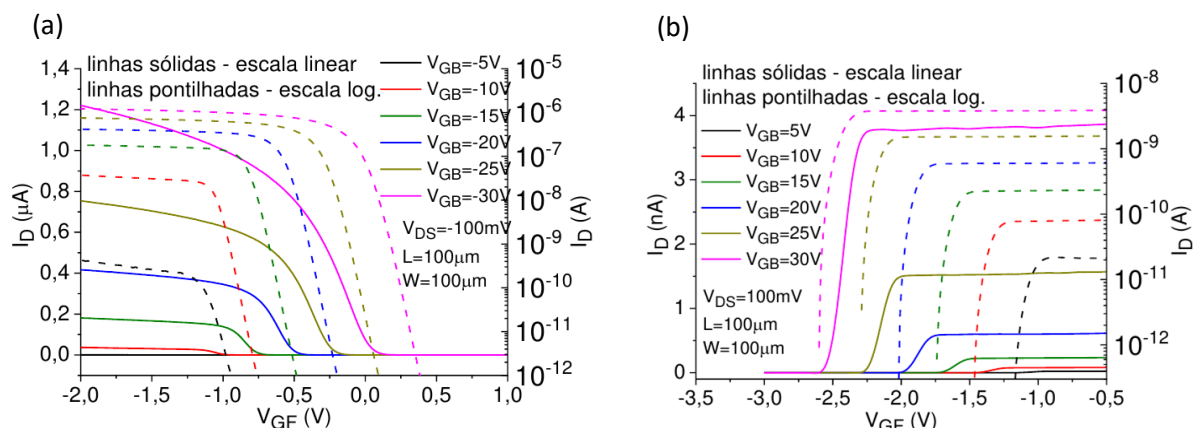 (a)
linhas sólidas - escala linear
linhas pontilhadas - escala log.
V_GB=-5V
V_GB=-10V
V_GB=-15V
V_GB=-20V
V_GB=-25V
V_GB=-30V
V_DS=-100mV
L=100μm
W=100μm
1,4
1,2
1,0
0,8
0,6
0,4
0,2
0,0
I_D (μA)
10^-5
10^-6
10^-7
10^-8
10^-9
10^-10
10^-11
10^-12
I_D (A)
-2,0 -1,5 -1,0 -0,5 0,0 0,5 1,0
V_GF (V)
(b)
linhas sólidas - escala linear
linhas pontilhadas - escala log.
V_GB=5V
V_GB=10V
V_GB=15V
V_GB=20V
V_GB=25V
V_GB=30V
V_DS=100mV
L=100μm
W=100μm
4
3
2
1
0
I_D (nA)
10^-8
10^-9
10^-10
10^-11
10^-12
I_D (A)
-3,5 -3,0 -2,5 -2,0 -1,5 -1,0 -0,5
V_GF (V)